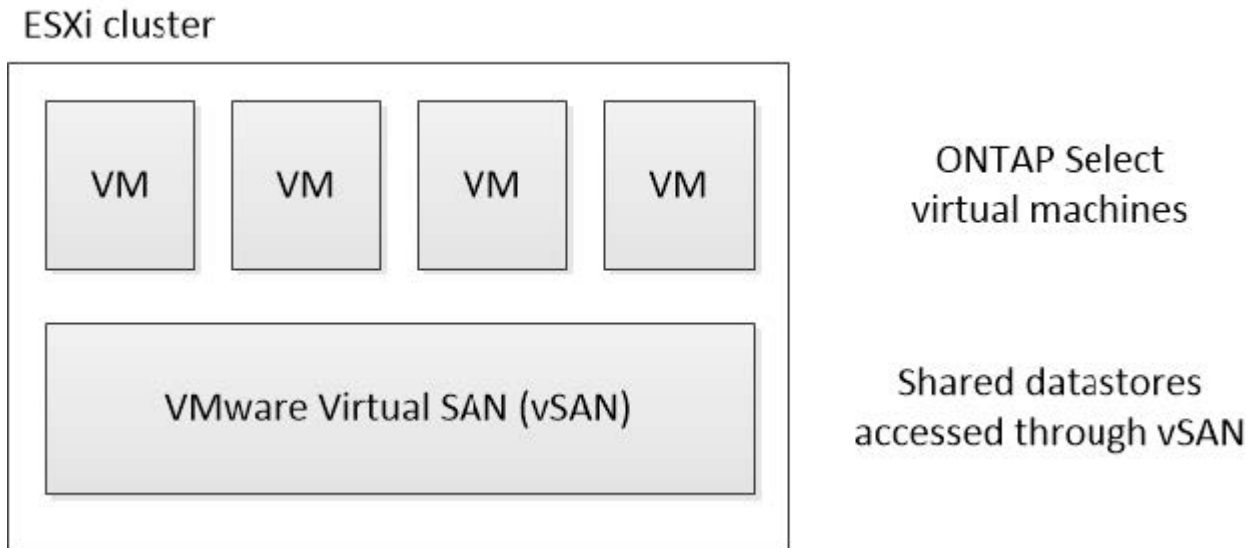 ESXi cluster
VM VM VM VM
ONTAP Select
virtual machines
VMware Virtual SAN (vSAN)
Shared datastores
accessed through vSAN